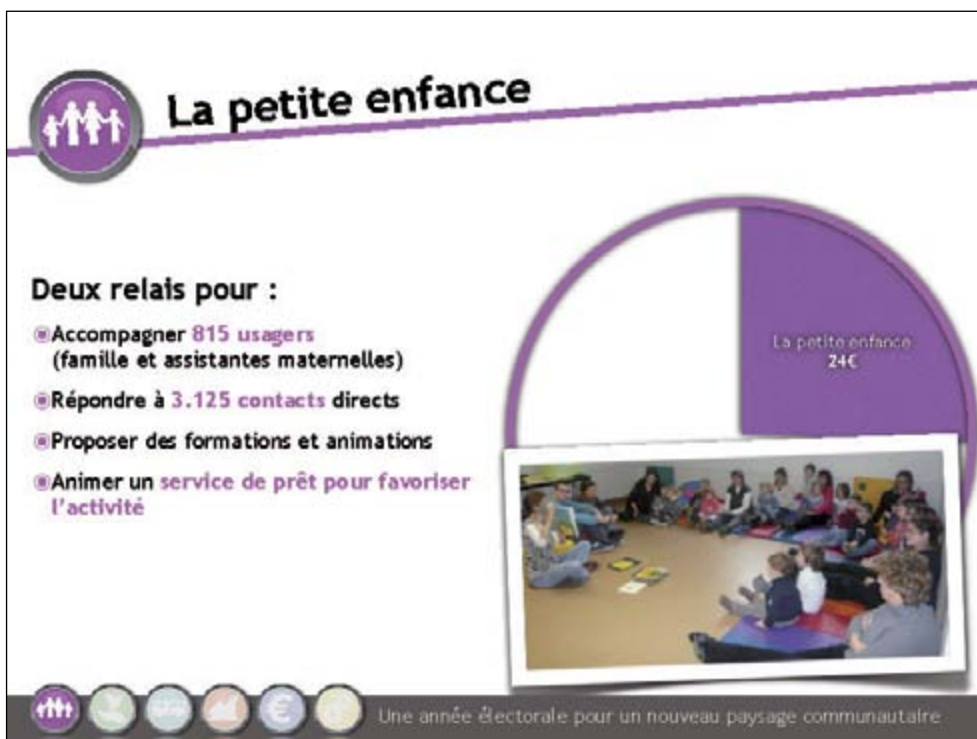 La petite enfance
Deux relais pour :
Accompagner 815 usagers
(famille et assistantes maternelles)
Répondre à 3.125 contacts directs
Proposer des formations et animations
Animer un service de prêt pour favoriser
l'activité
La petite enfance
24€
€
Une année électorale pour un nouveau paysage communautaire